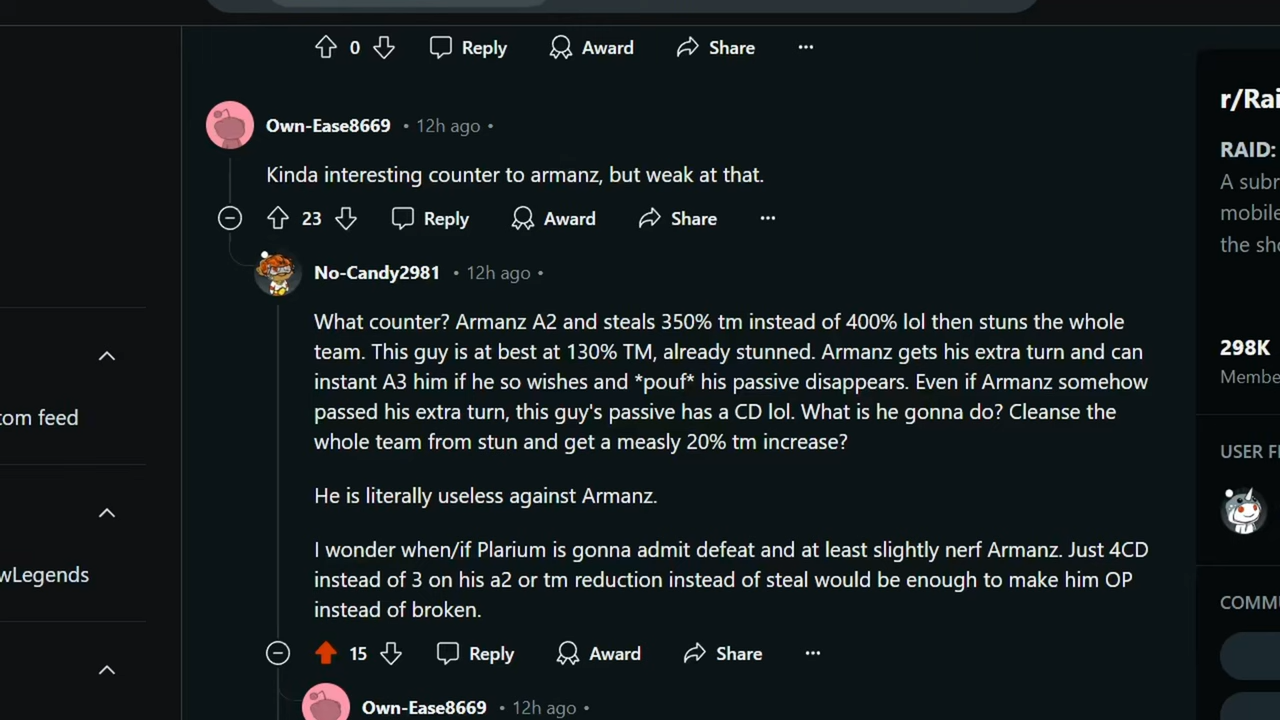 0 Reply Award Share
Own-Ease8669 • 12h ago •
Kinda interesting counter to armanz, but weak at that.
23 Reply Award Share
No-Candy2981 • 12h ago •
What counter? Armanz A2 and steals 350% tm instead of 400% lol then stuns the whole
team. This guy is at best at 130% TM, already stunned. Armanz gets his extra turn and can
instant A3 him if he so wishes and *pouf* his passive disappears. Even if Armanz somehow
passed his extra turn, this guy's passive has a CD lol. What is he gonna do? Cleanse the
whole team from stun and get a measly 20% tm increase?
He is literally useless against Armanz.
I wonder when/if Plarium is gonna admit defeat and at least slightly nerf Armanz. Just 4CD
instead of 3 on his a2 or tm reduction instead of steal would be enough to make him OP
instead of broken.
15 Reply Award Share
Own-Ease8669 • 12h ago •
tom feed
wLegends
r/Rai
RAID:
A subr
mobile
the sho
298K
Membe
USER F
COMMU